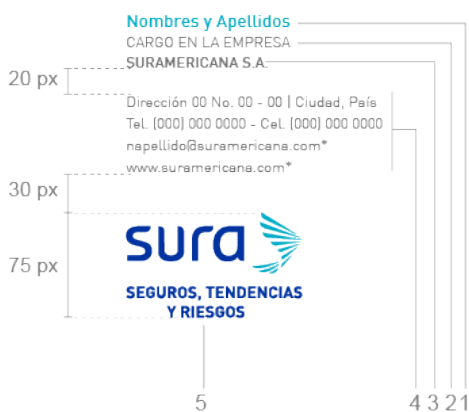 Nombres y Apellidos
CARGO EN LA EMPRESA
SURAMERICANA S.A.
20 px
Dirección 00 No. 00 - 00 | Ciudad, País
Tel. (000) 000 0000 - Cel. (000) 000 0000
napellido@suramericana.com*
www.suramericana.com*
30 px
sura
75 px
SEGUROS, TENDENCIAS
Y RIESGOS
5 4 3 2 1